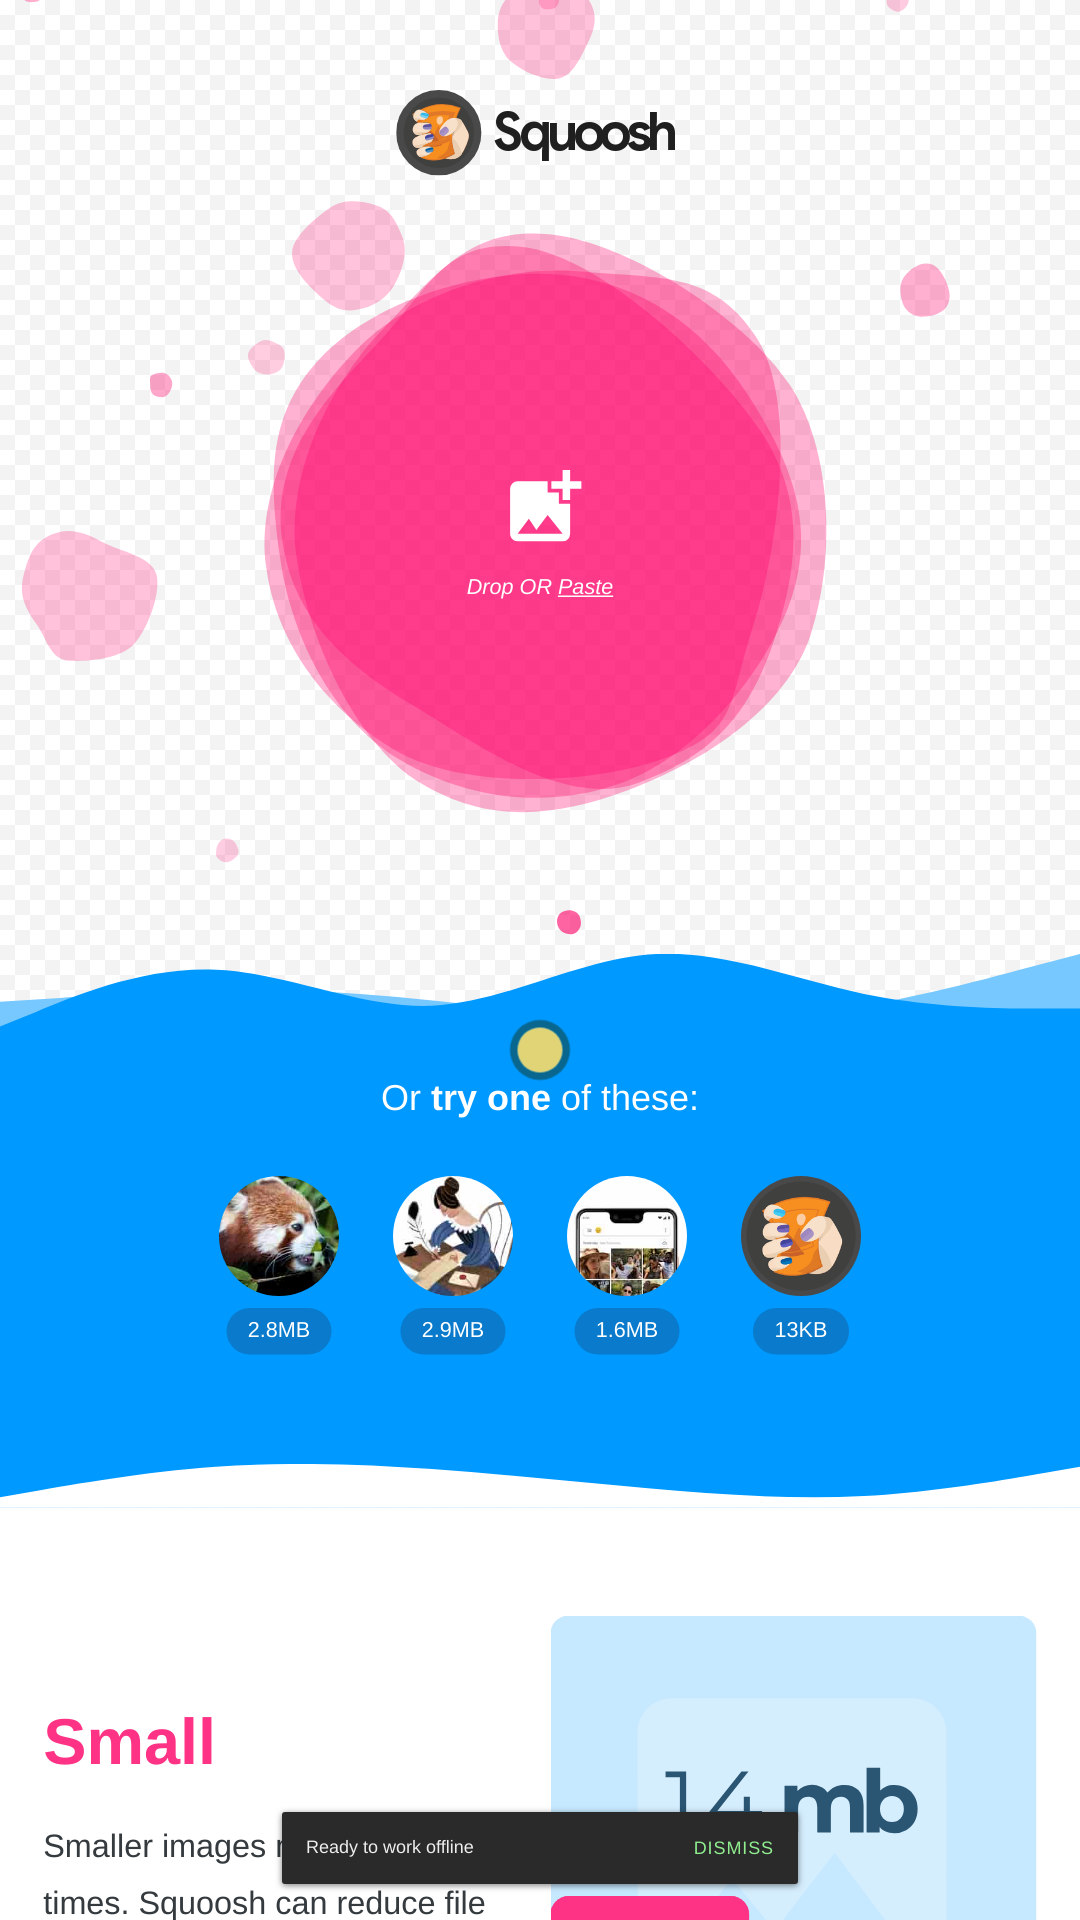 Squoosh
Drop OR Paste
Or try one of these:
2.8MB 2.9MB 1.6MB 13KB
Small
14 mb
Smaller images
times. Squoosh can reduce file
Ready to work offline DISMISS